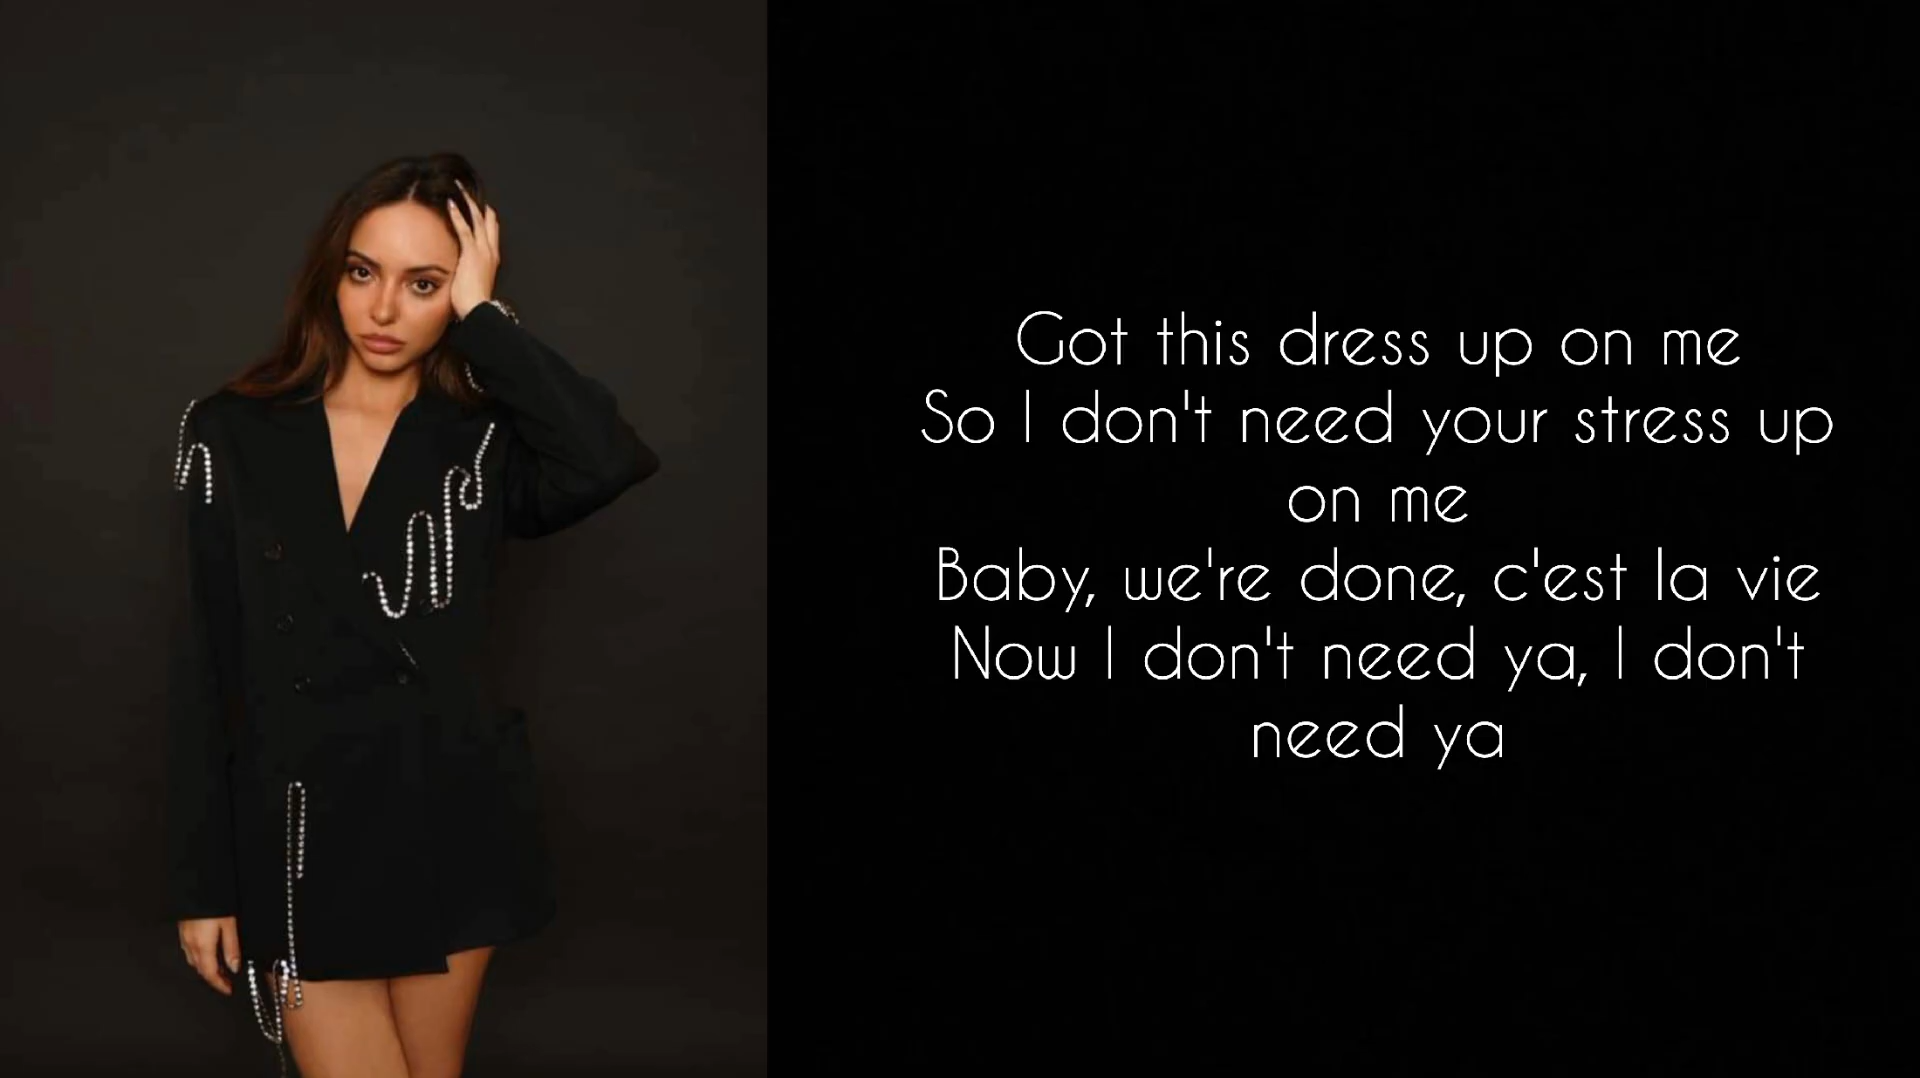 Got this dress up on me
So I don't need your stress up
on me
Baby, we're done, c'est la vie
Now I don't need ya, I don't
need ya